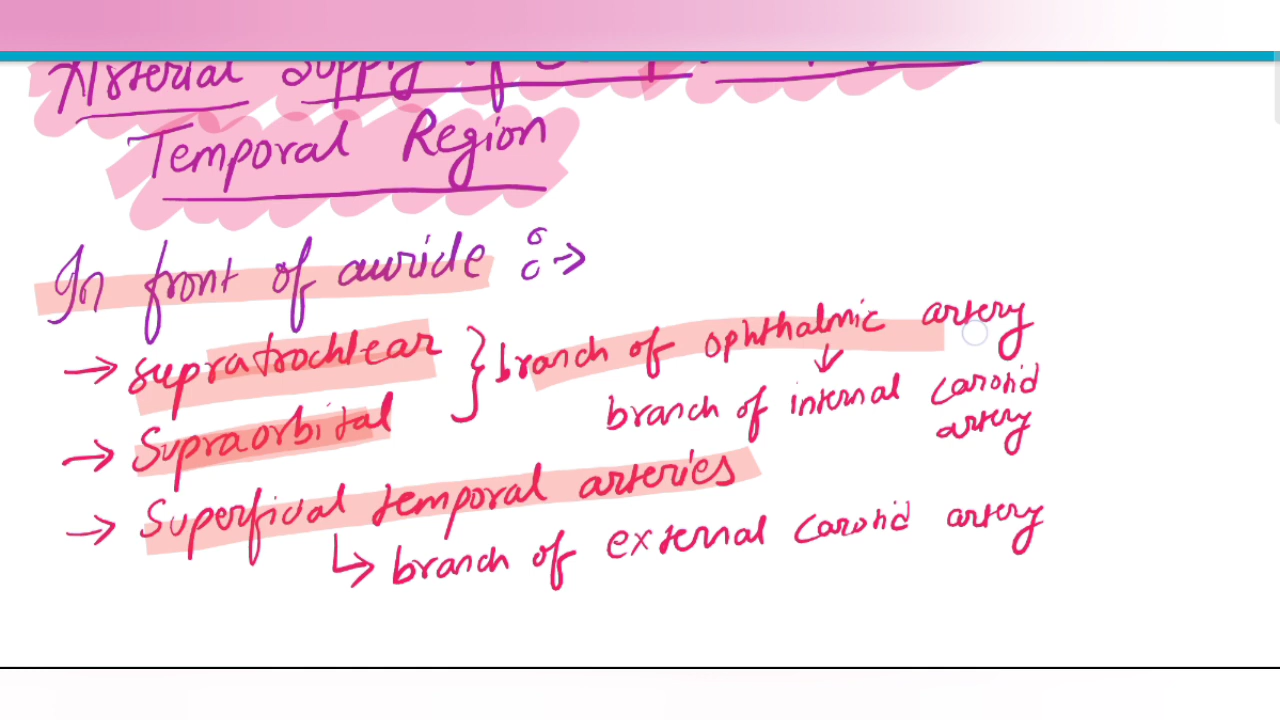 Arterial Supply of
Temporal Region
In front of auricle :→
→ supratrochlear } branch of ophthalmic artery
↓
branch of internal carotid
artery
→ Supraorbital
→ Superficial temporal arteries
↳ branch of external carotid artery